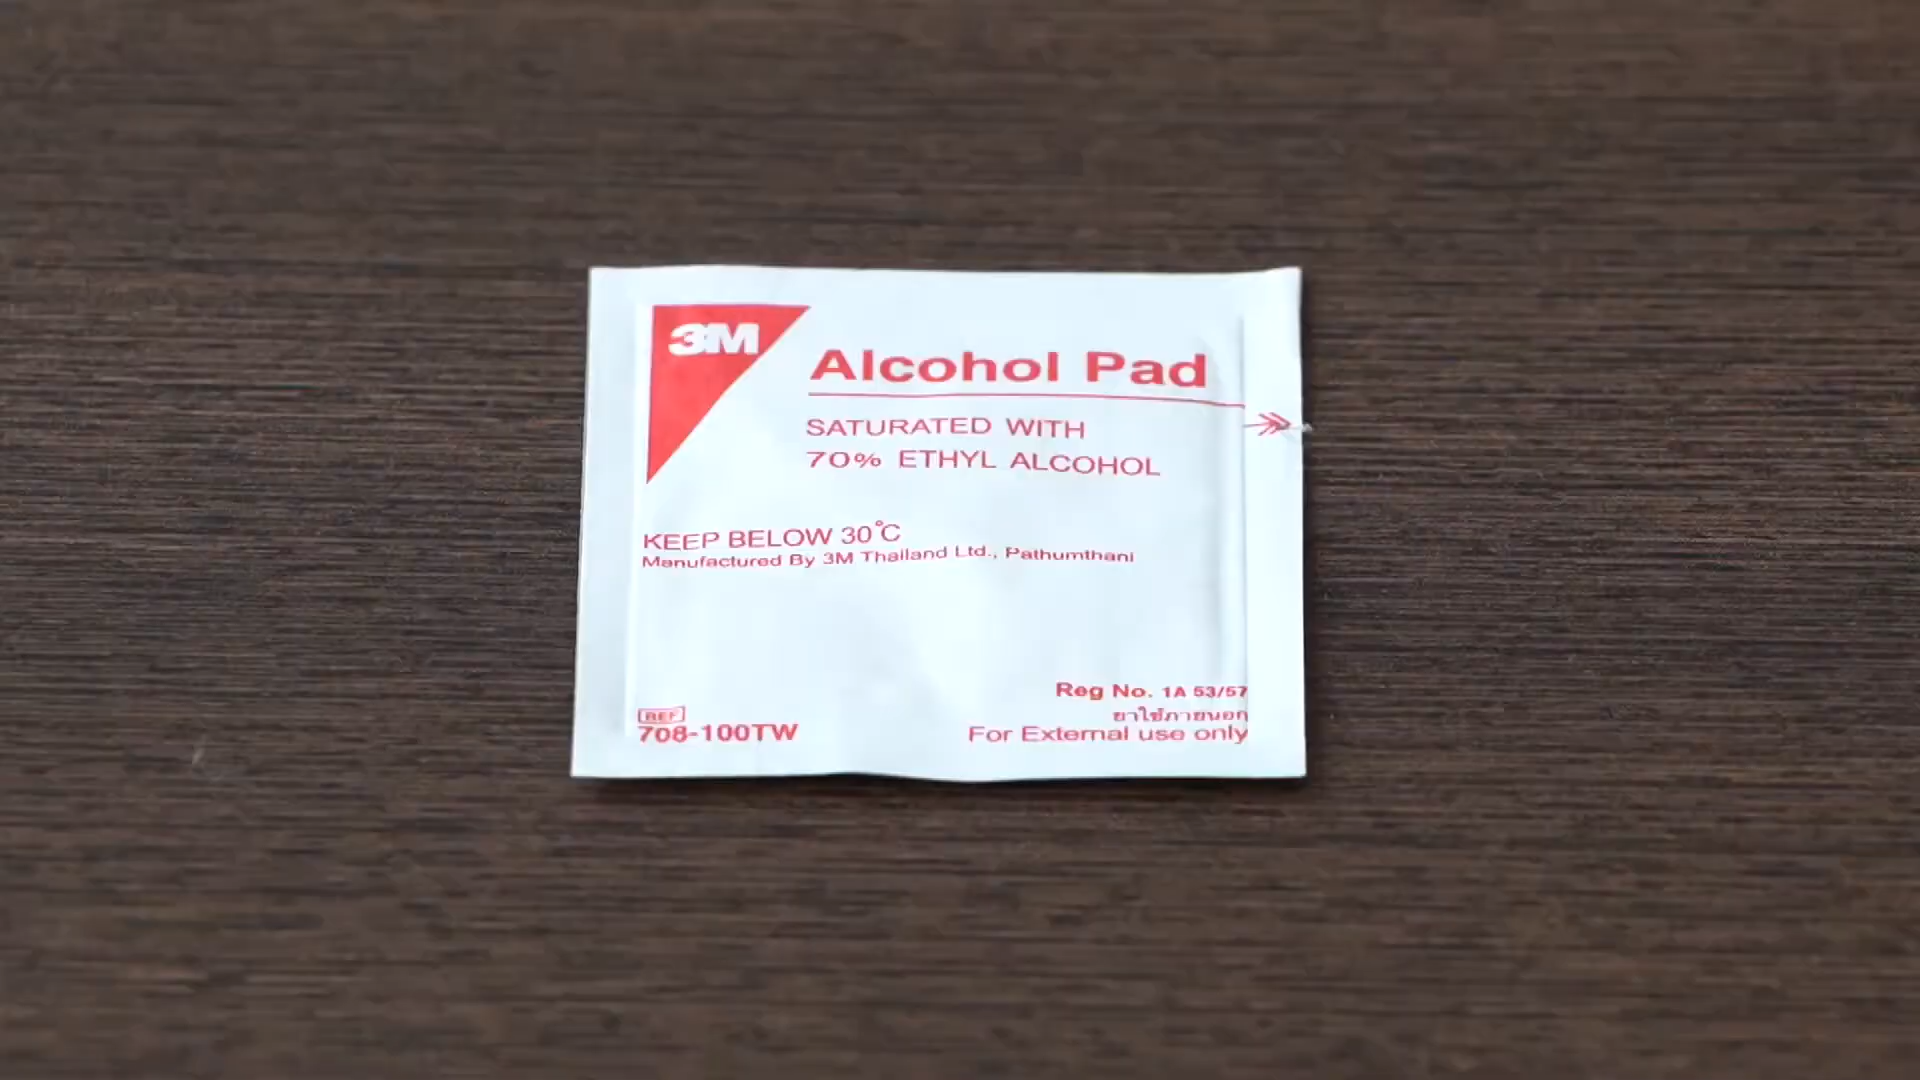 3M
Alcohol Pad
SATURATED WITH
70% ETHYL ALCOHOL
KEEP BELOW 30°C
Manufactured By 3M Thailand Ltd., Pathumthani
Reg No. 1A 53/57
REF
ยาใช้ภายนอก
708-100TW
For External use only